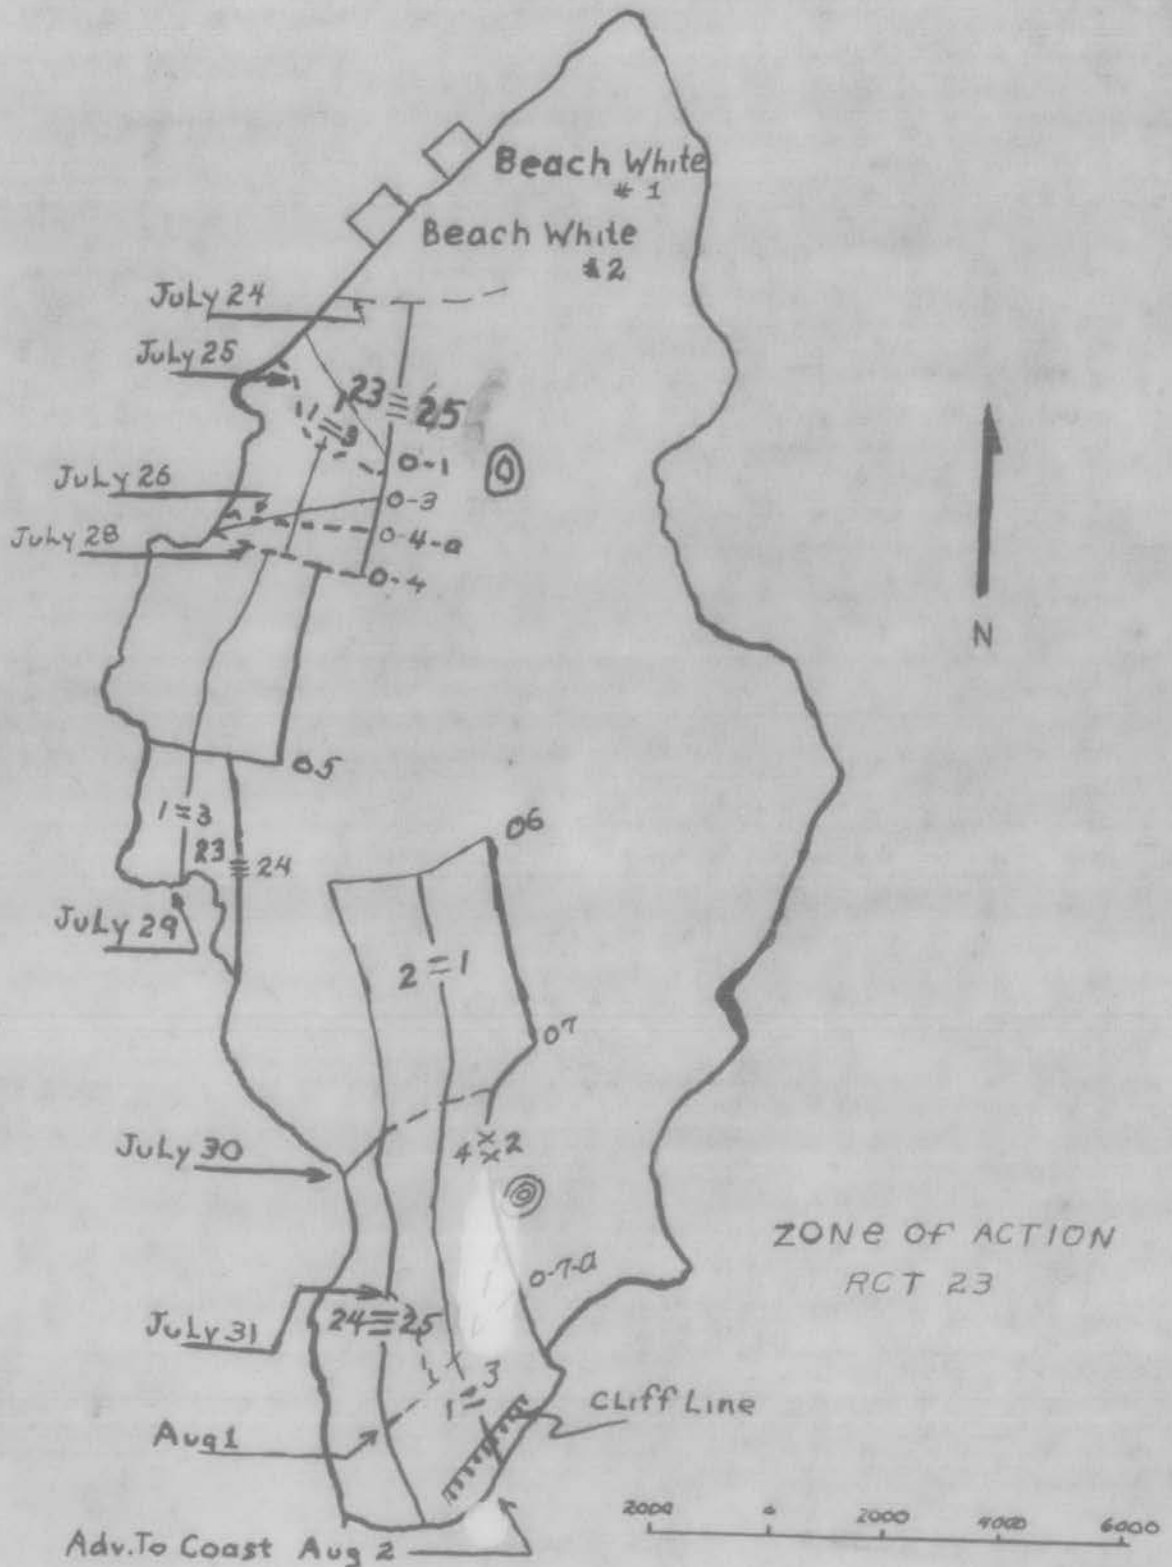 Beach White
# 1
Beach White
# 2
July 24
July 25
23 25
0-1
0-3
July 26
0-4-a
July 28
0-4
N
05
1 3
23 24
06
July 29
2 1
07
July 30
4 2
ZONE OF ACTION
RCT 23
0-7-a
24 25
July 31
1 3
Cliff Line
Aug 1
2000 0 2000 4000 6000
Adv. To Coast Aug 2